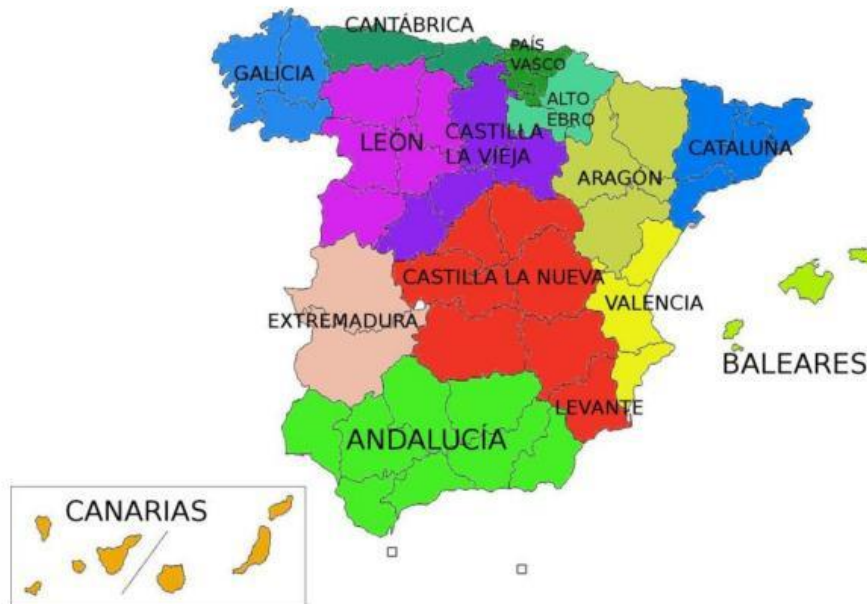 CANTÁBRICA
PAÍS
VASCO
GALICIA
ALTO
EBRO
LEÓN
CASTILLA
LA VIEJA
CATALUÑA
ARAGÓN
CASTILLA LA NUEVA
VALENCIA
EXTREMADURA
BALEARES
LEVANTE
ANDALUCÍA
CANARIAS